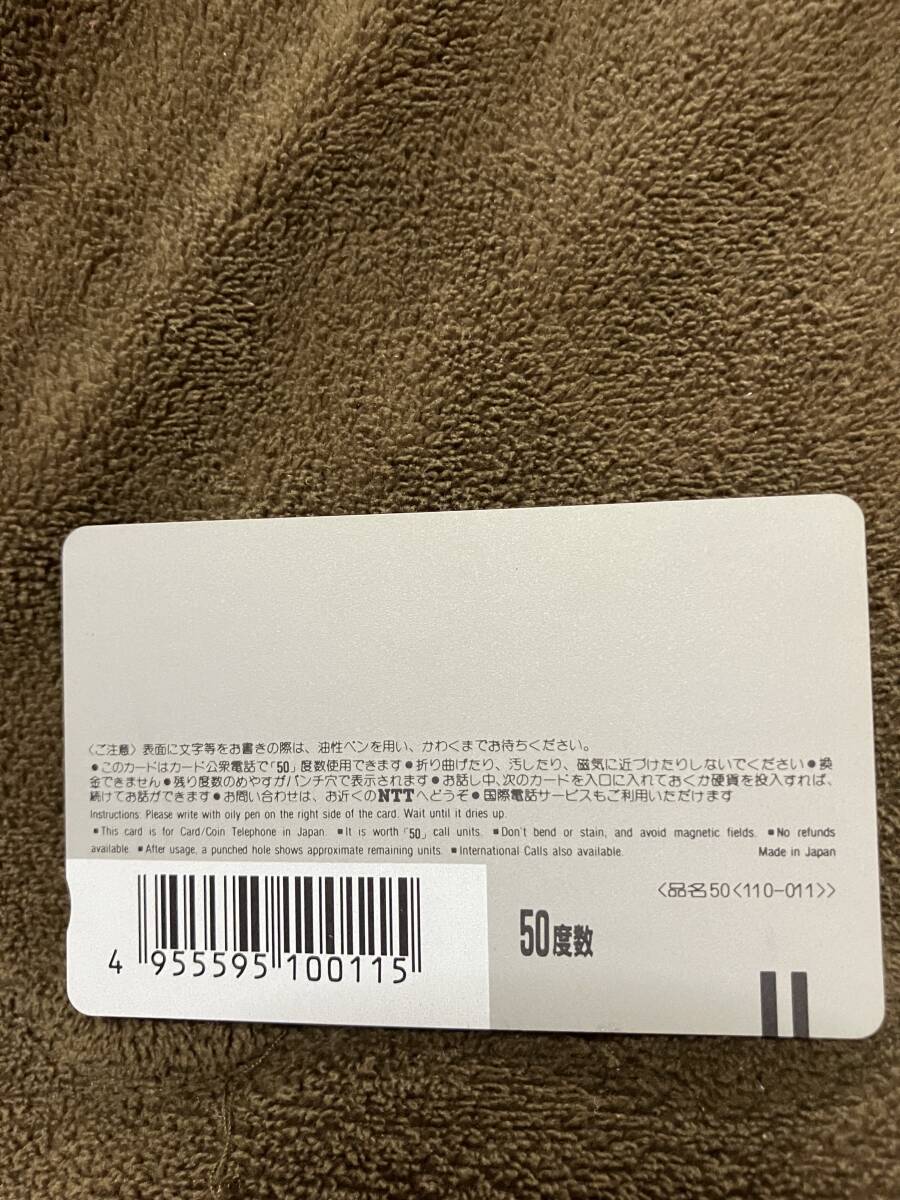 〈ご注意〉表面に文字等をお書きの際は、油性ペンを用い、かわくまでお待ちください。
●このカードはカード公衆電話で「50」度数使用できます●折り曲げたり、汚したり、磁気に近づけたりしないでください●換
金できません●残り度数のめやすがパンチ穴で表示されます●お話し中、次のカードを入口に入れておくか硬貨を投入すれば、
続けてお話ができます●お問い合わせは、お近くのNTTへどうぞ●国際電話サービスもご利用いただけます
Instructions: Please write with oily pen on the right side of the card. Wait until it dries up.
■This card is for Card/Coin Telephone in Japan. ■It is worth「50」call units. ■Don't bend or stain, and avoid magnetic fields. ■No refunds
available. ■After usage, a punched hole shows approximate remaining units. ■International Calls also available. Made in Japan
〈品名50〈110-011〉〉
50度数
4 955595 100115